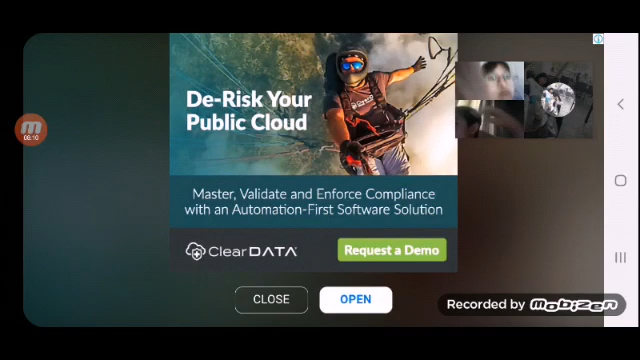 De-Risk Your
Public Cloud
Master, Validate and Enforce Compliance
with an Automation-First Software Solution
ClearDATA
Request a Demo
CLOSE
OPEN
Recorded by Mobizen